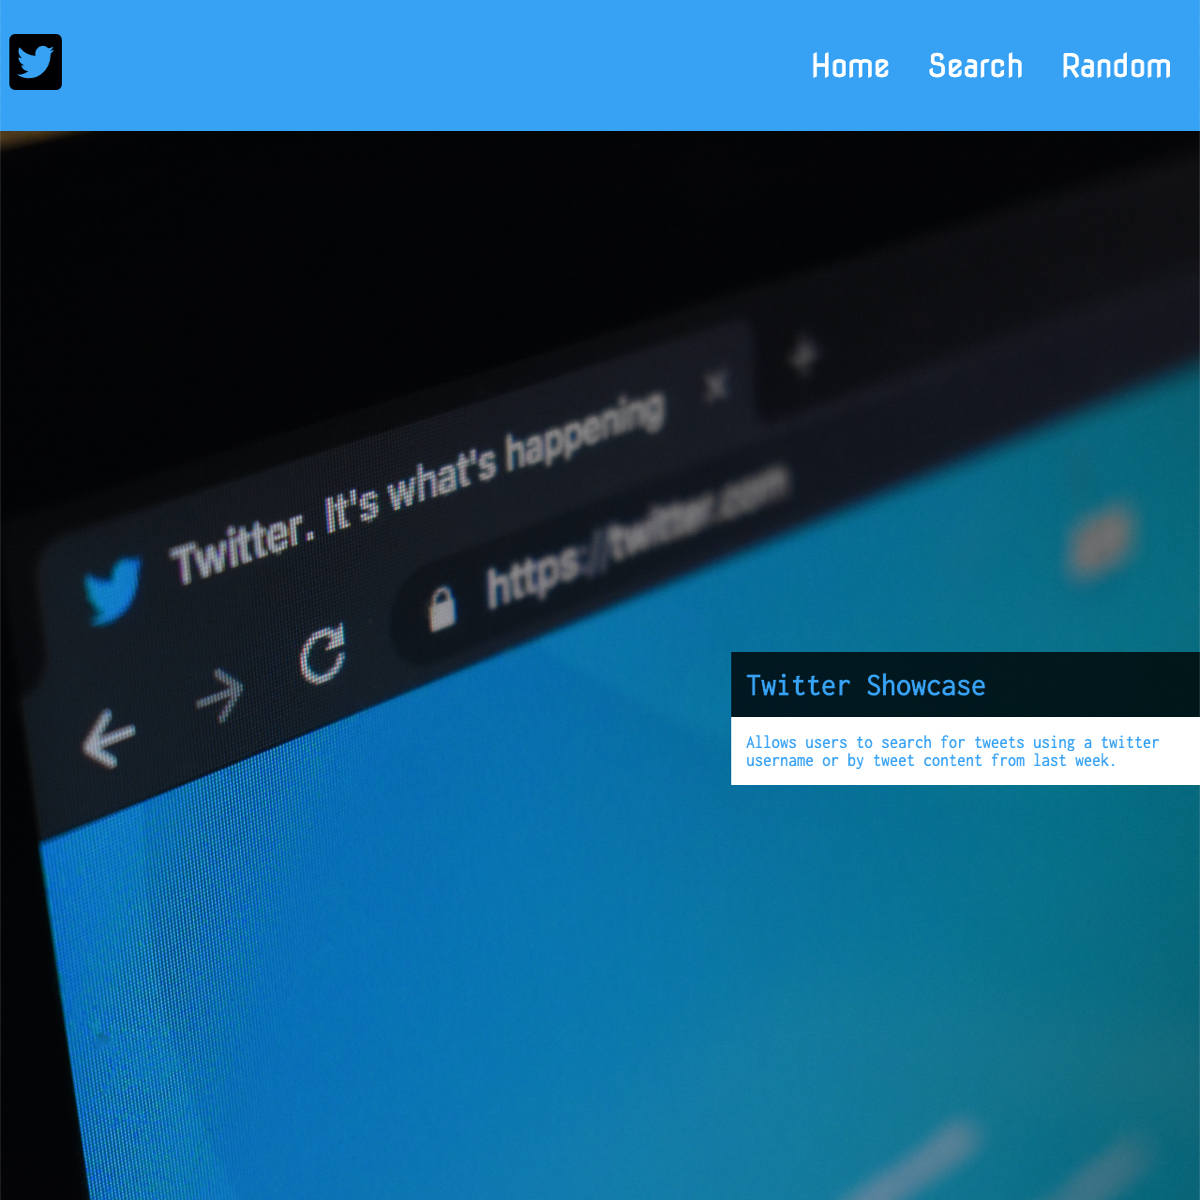 Home Search Random
Twitter. It's what's happening
https://twitter.com
Twitter Showcase
Allows users to search for tweets using a twitter
username or by tweet content from last week.